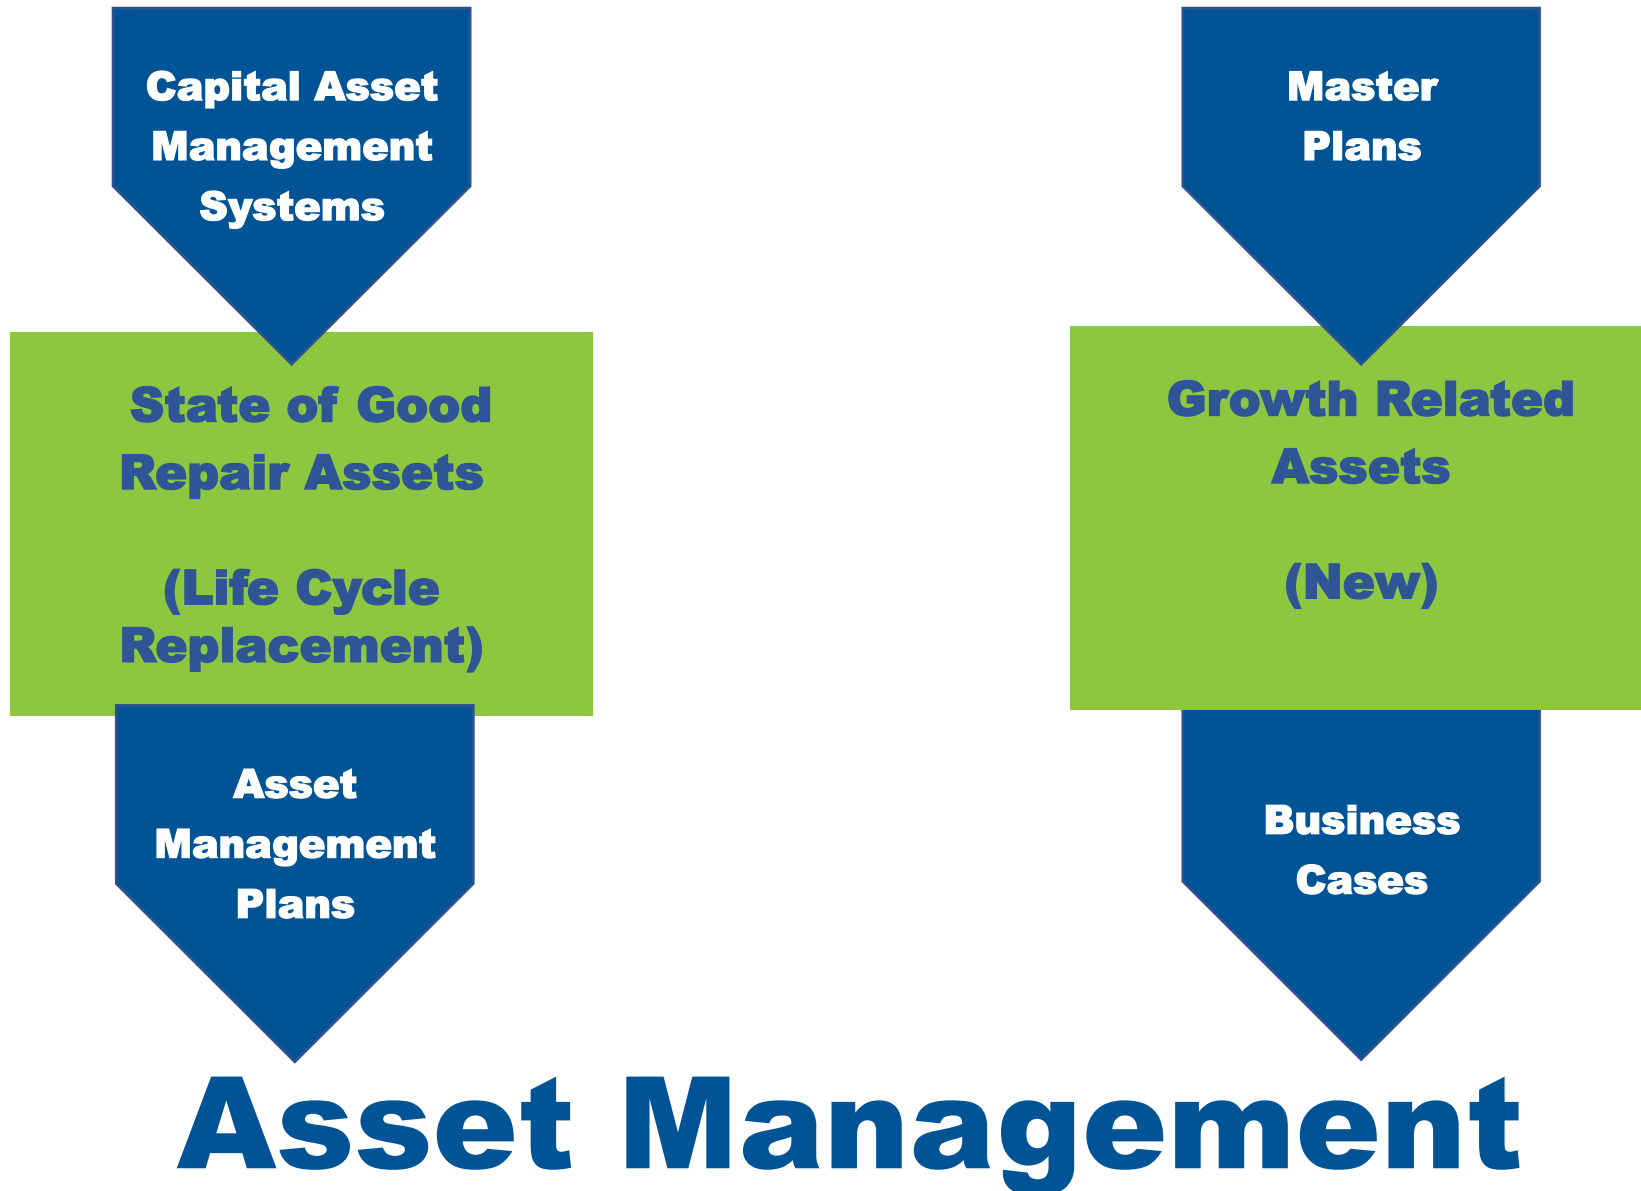 Capital Asset
Management
Systems
State of Good
Repair Assets
(Life Cycle
Replacement)
Asset
Management
Plans
Master
Plans
Growth Related
Assets
(New)
Business
Cases
Asset Management